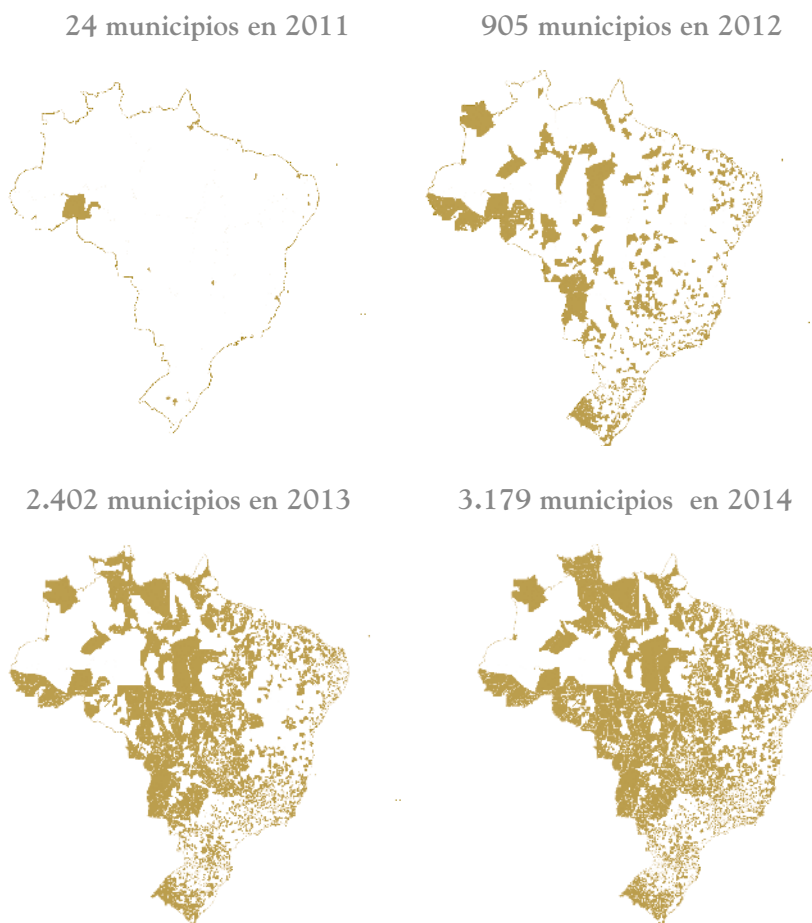 24 municipios en 2011
905 municipios en 2012
2.402 municipios en 2013
3.179 municipios en 2014